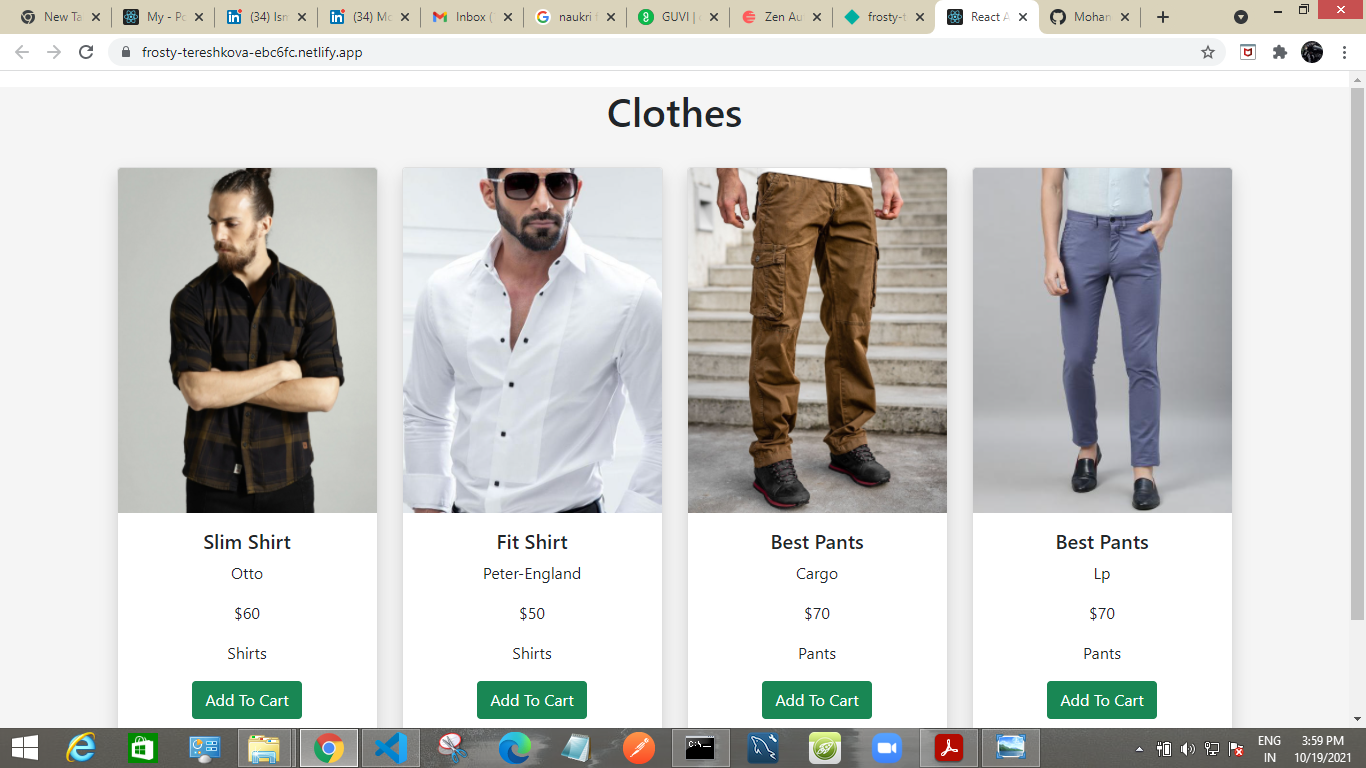 New Ta
My - Po
(34) Isn
(34) Mo
Inbox (
naukri
GUVI |
Zen Au
frosty-t
React A
Mohan
frosty-tereshkova-ebc6fc.netlify.app
Clothes
Slim Shirt
Otto
$60
Shirts
Add To Cart
Fit Shirt
Peter-England
$50
Shirts
Add To Cart
Best Pants
Cargo
$70
Pants
Add To Cart
Best Pants
Lp
$70
Pants
Add To Cart
ENG
IN
3:59 PM
10/19/2021